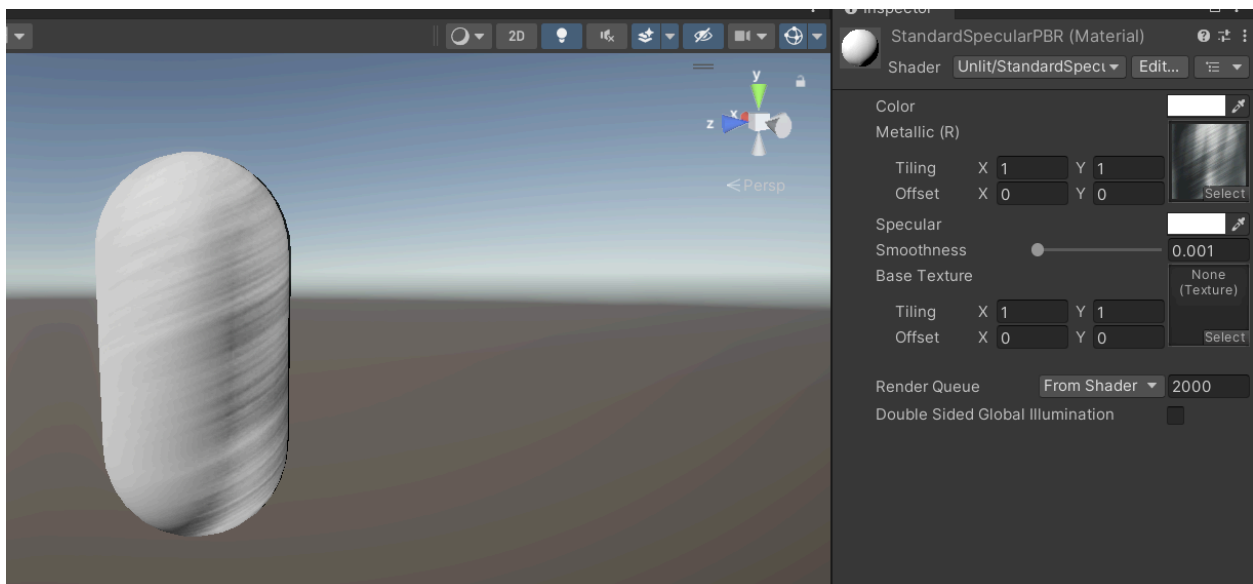 Inspector
2D
StandardSpecularPBR (Material)
Shader Unlit/StandardSpecu Edit...
y
x
z
Persp
Color
Metallic (R)
Tiling X 1 Y 1
Offset X 0 Y 0
Select
Specular
Smoothness 0.001
Base Texture None
(Texture)
Tiling X 1 Y 1
Offset X 0 Y 0
Select
Render Queue From Shader 2000
Double Sided Global Illumination